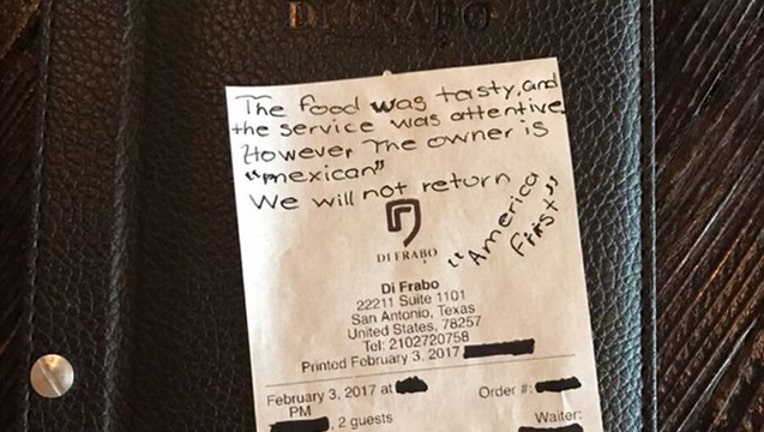 DI FRABO
The food was tasty, and
the service was attentive.
However The owner is
"mexican"
We will not return
"America
First"
DI FRABO
Di Frabo
22211 Suite 1101
San Antonio, Texas
United States, 78257
Tel: 2102720758
Printed February 3, 2017
February 3, 2017 at
Order #:
PM
, 2 guests
Waiter: